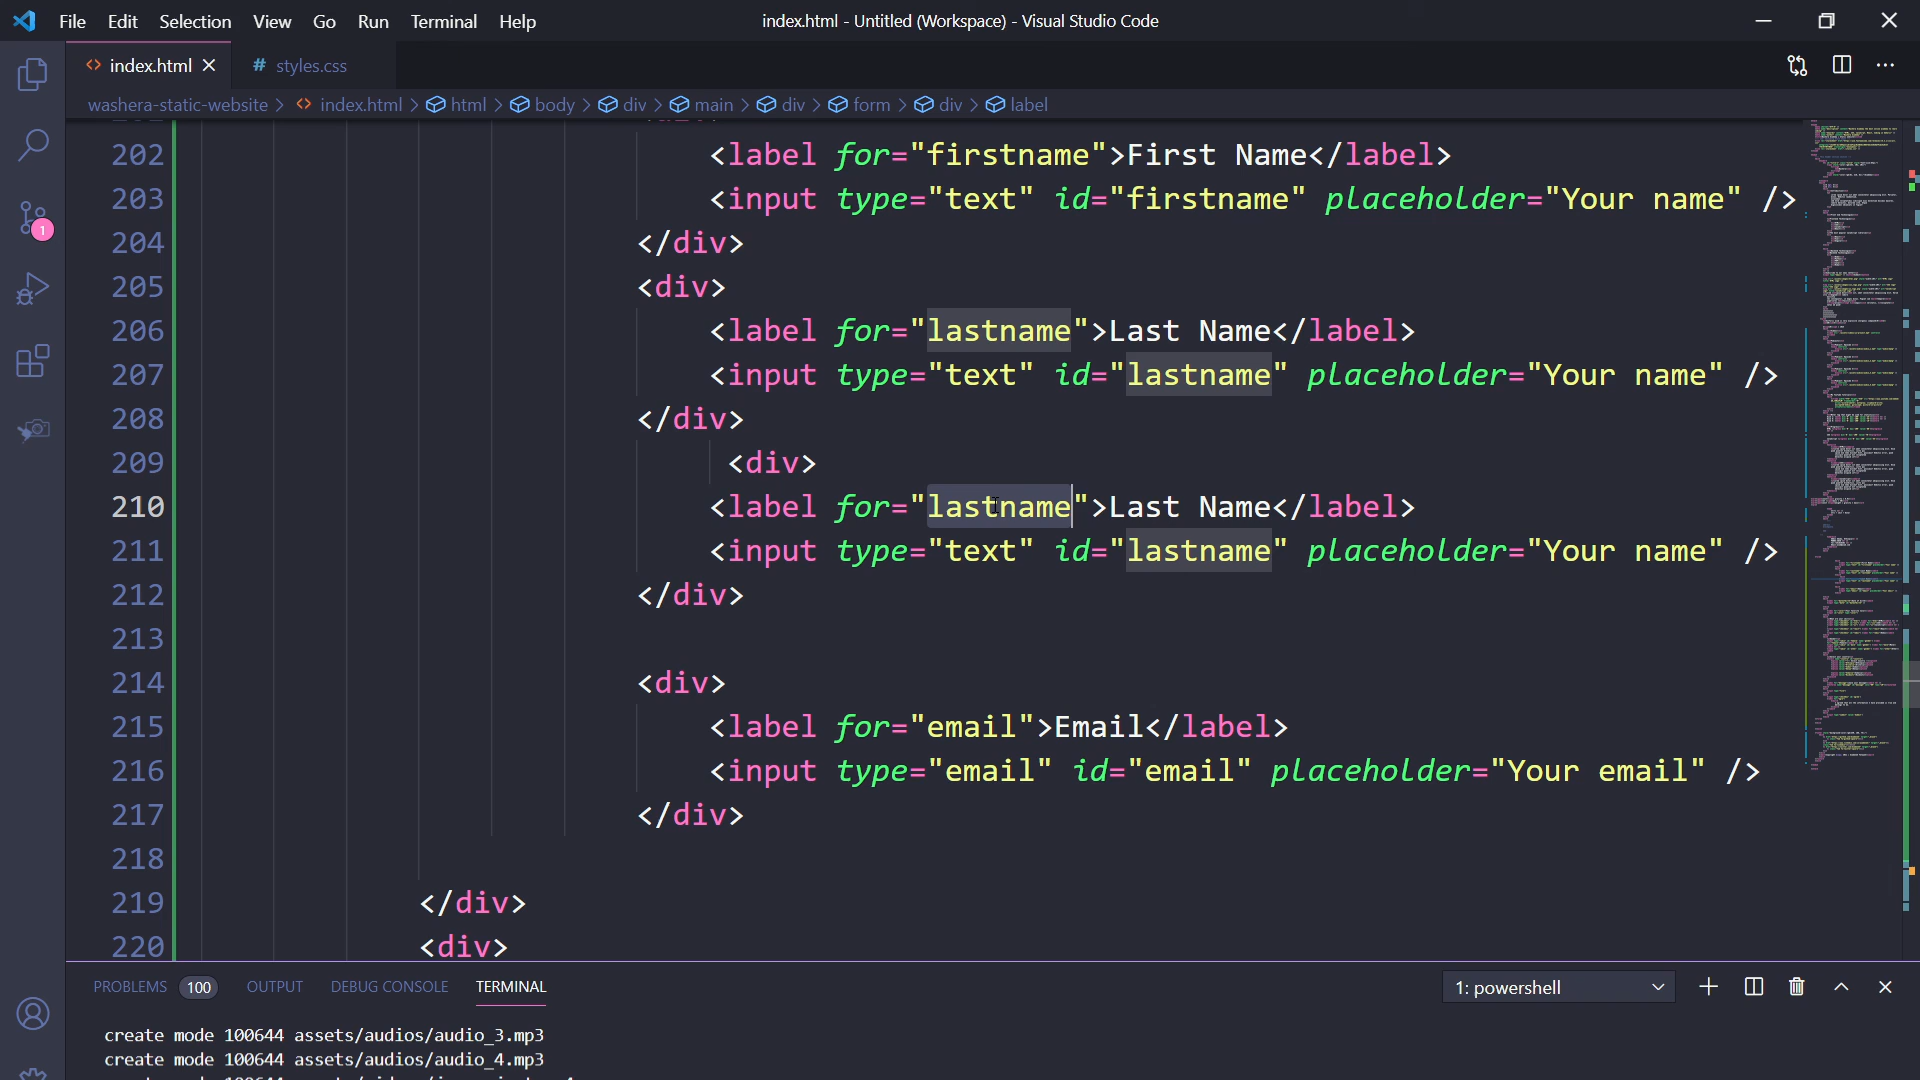 File Edit Selection View Go Run Terminal Help index.html - Untitled (Workspace) - Visual Studio Code
<> index.html # styles.css
washera-static-website > <> index.html > html > body > div > main > div > form > div > label
202 <label for="firstname">First Name</label>
203 <input type="text" id="firstname" placeholder="Your name" />
204 </div>
205 <div>
206 <label for="lastname">Last Name</label>
207 <input type="text" id="lastname" placeholder="Your name" />
208 </div>
209 <div>
210 <label for="lastname">Last Name</label>
211 <input type="text" id="lastname" placeholder="Your name" />
212 </div>
213
214 <div>
215 <label for="email">Email</label>
216 <input type="email" id="email" placeholder="Your email" />
217 </div>
218
219 </div>
220 <div>
1
PROBLEMS 100 OUTPUT DEBUG CONSOLE TERMINAL 1: powershell
create mode 100644 assets/audios/audio_3.mp3
create mode 100644 assets/audios/audio_4.mp3